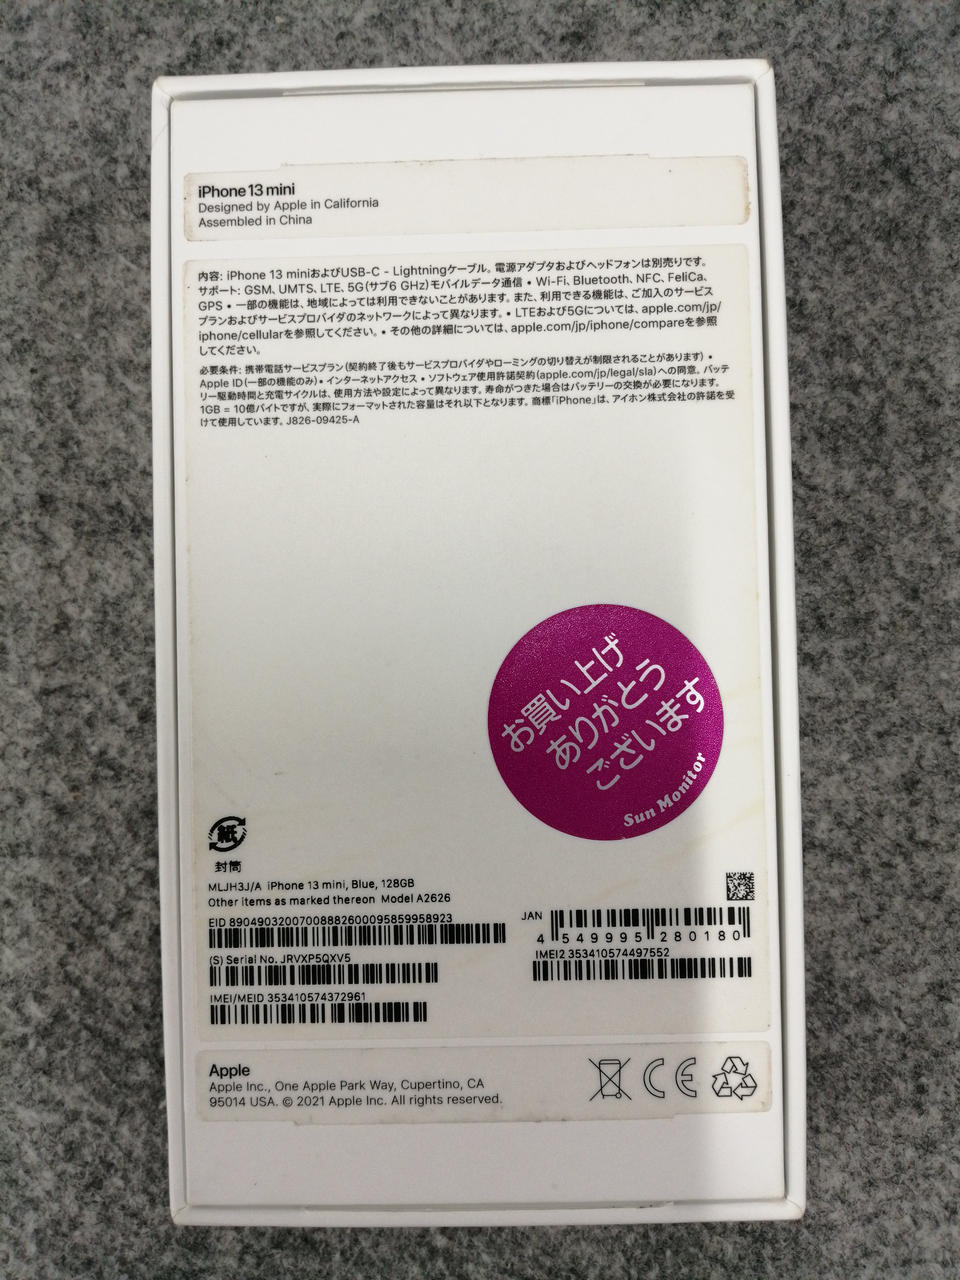 iPhone 13 mini
Designed by Apple in California
Assembled in China
内容: iPhone 13 miniおよびUSB-C - Lightningケーブル。電源アダプタおよびヘッドフォンは別売りです。
サポート: GSM、UMTS、LTE、5G(サブ6 GHz)モバイルデータ通信 • Wi-Fi、Bluetooth、NFC、FeliCa、
GPS • 一部の機能は、地域によっては利用できないことがあります。また、利用できる機能は、ご加入のサービス
プランおよびサービスプロバイダのネットワークによって異なります。• LTEおよび5Gについては、apple.com/jp/
iphone/cellularを参照してください。• その他の詳細については、apple.com/jp/iphone/compareを参照
してください。
必要条件: 携帯電話サービスプラン(契約終了後もサービスプロバイダやローミングの切り替えが制限されることがあります) •
Apple ID(一部の機能のみ) • インターネットアクセス • ソフトウェア使用許諾契約(apple.com/jp/legal/sla)への同意。バッテ
リー駆動時間と充電サイクルは、使用方法や設定によって異なります。寿命がつきた場合はバッテリーの交換が必要になります。
1GB = 10億バイトですが、実際にフォーマットされた容量はそれ以下となります。商標「iPhone」は、アイホン株式会社の許諾を受
けて使用しています。J826-09425-A
お買い上げ
ありがとう
ございます
Sun Monitor
紙
封筒
MLJH3J/A iPhone 13 mini, Blue, 128GB
Other items as marked thereon Model A2626
EID 89049032007008882600095859958923
JAN
4 549995 280180
(S) Serial No. JRVXP5QXV5
IMEI2 353410574497552
IMEI/MEID 353410574372961
Apple
Apple Inc., One Apple Park Way, Cupertino, CA
95014 USA. © 2021 Apple Inc. All rights reserved.
CE